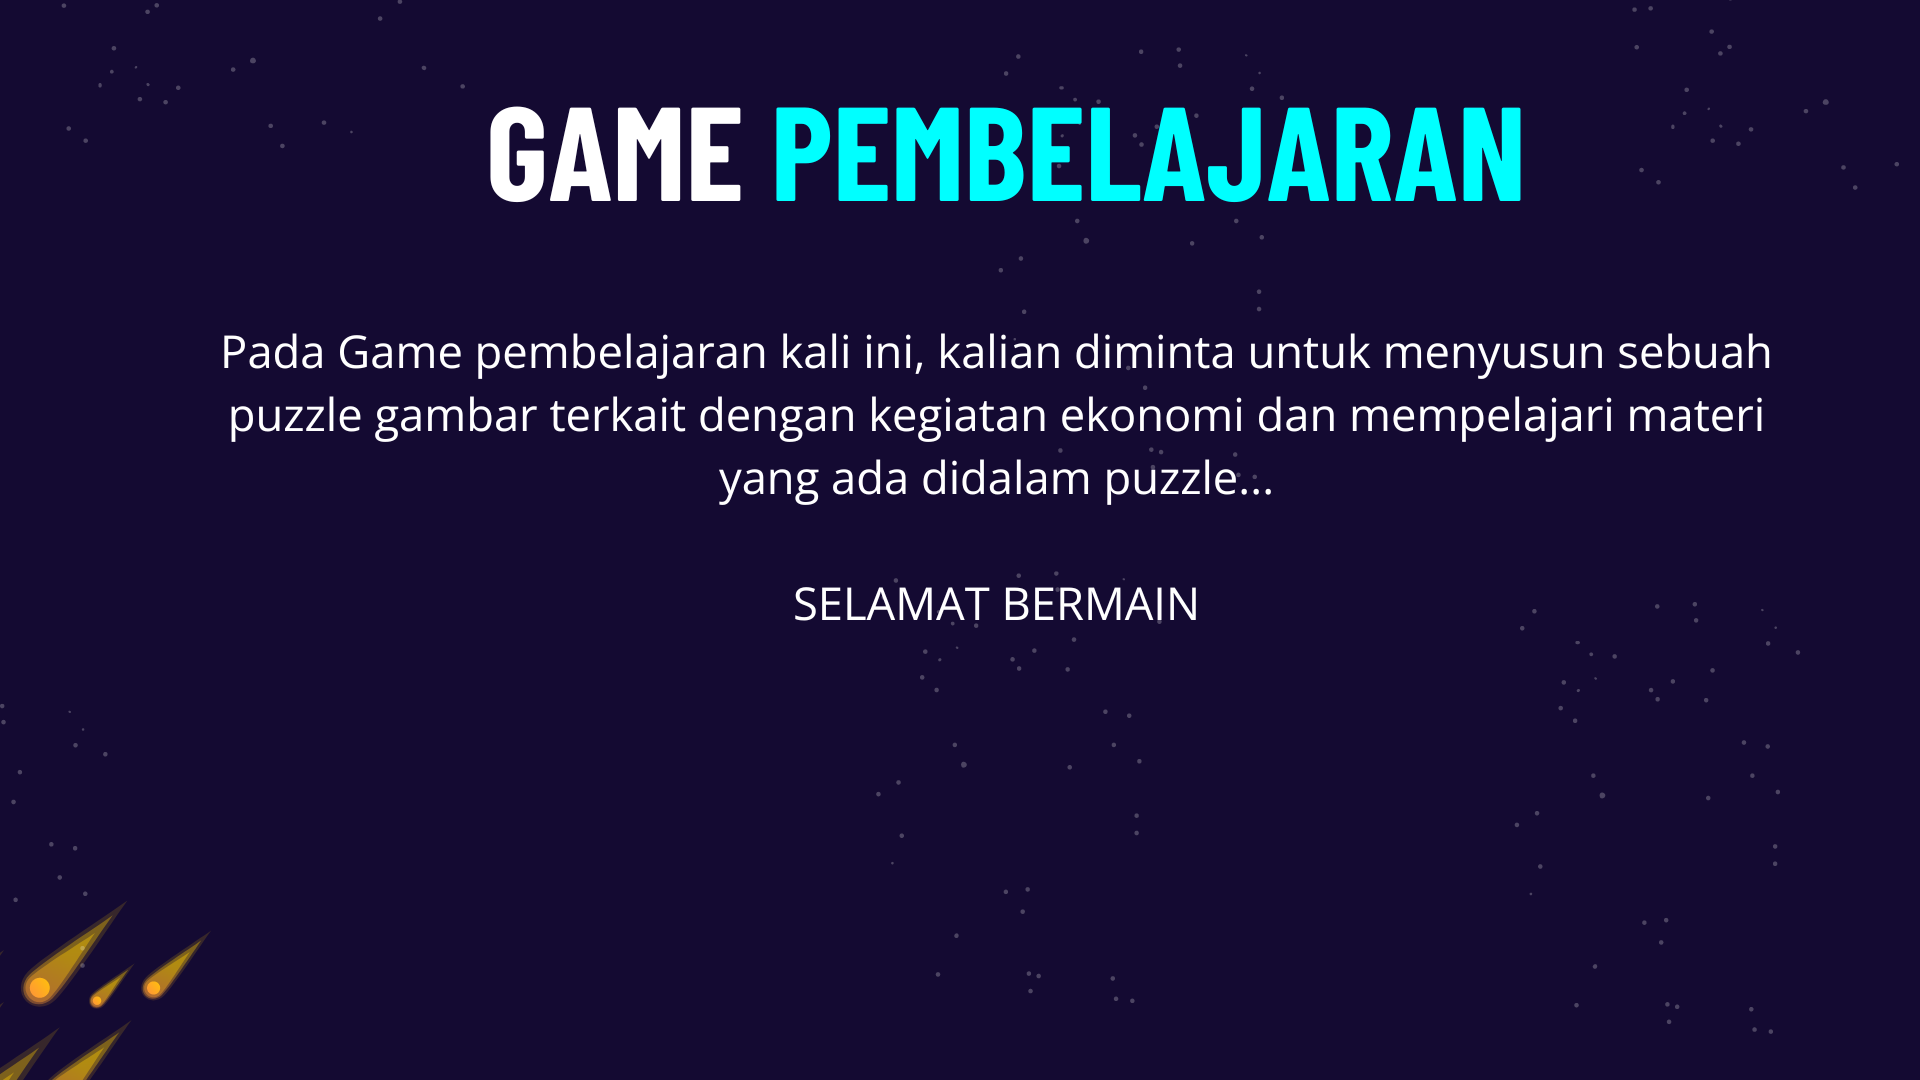 GAME PEMBELAJARAN
Pada Game pembelajaran kali ini, kalian diminta untuk menyusun sebuah
puzzle gambar terkait dengan kegiatan ekonomi dan mempelajari materi
yang ada didalam puzzle...
SELAMAT BERMAIN